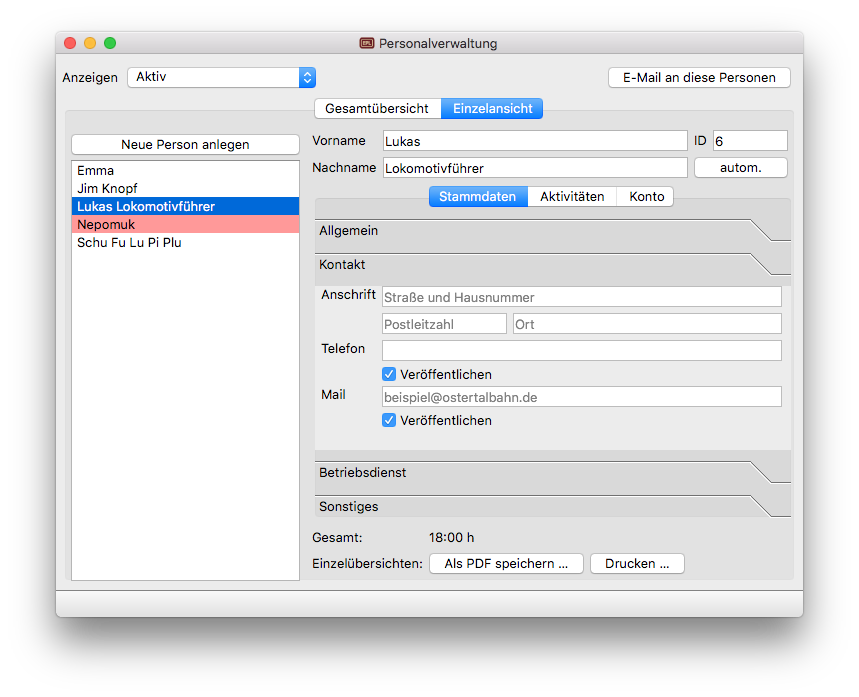 Personalverwaltung
Anzeigen Aktiv E-Mail an diese Personen
Gesamtübersicht Einzelansicht
Neue Person anlegen
Emma
Jim Knopf
Lukas Lokomotivführer
Nepomuk
Schu Fu Lu Pi Plu
Vorname Lukas ID 6
Nachname Lokomotivführer autom.
Stammdaten Aktivitäten Konto
Allgemein
Kontakt
Anschrift Straße und Hausnummer
Postleitzahl Ort
Telefon
Veröffentlichen
Mail beispiel@ostertalbahn.de
Veröffentlichen
Betriebsdienst
Sonstiges
Gesamt: 18:00 h
Einzelübersichten: Als PDF speichern ... Drucken ...